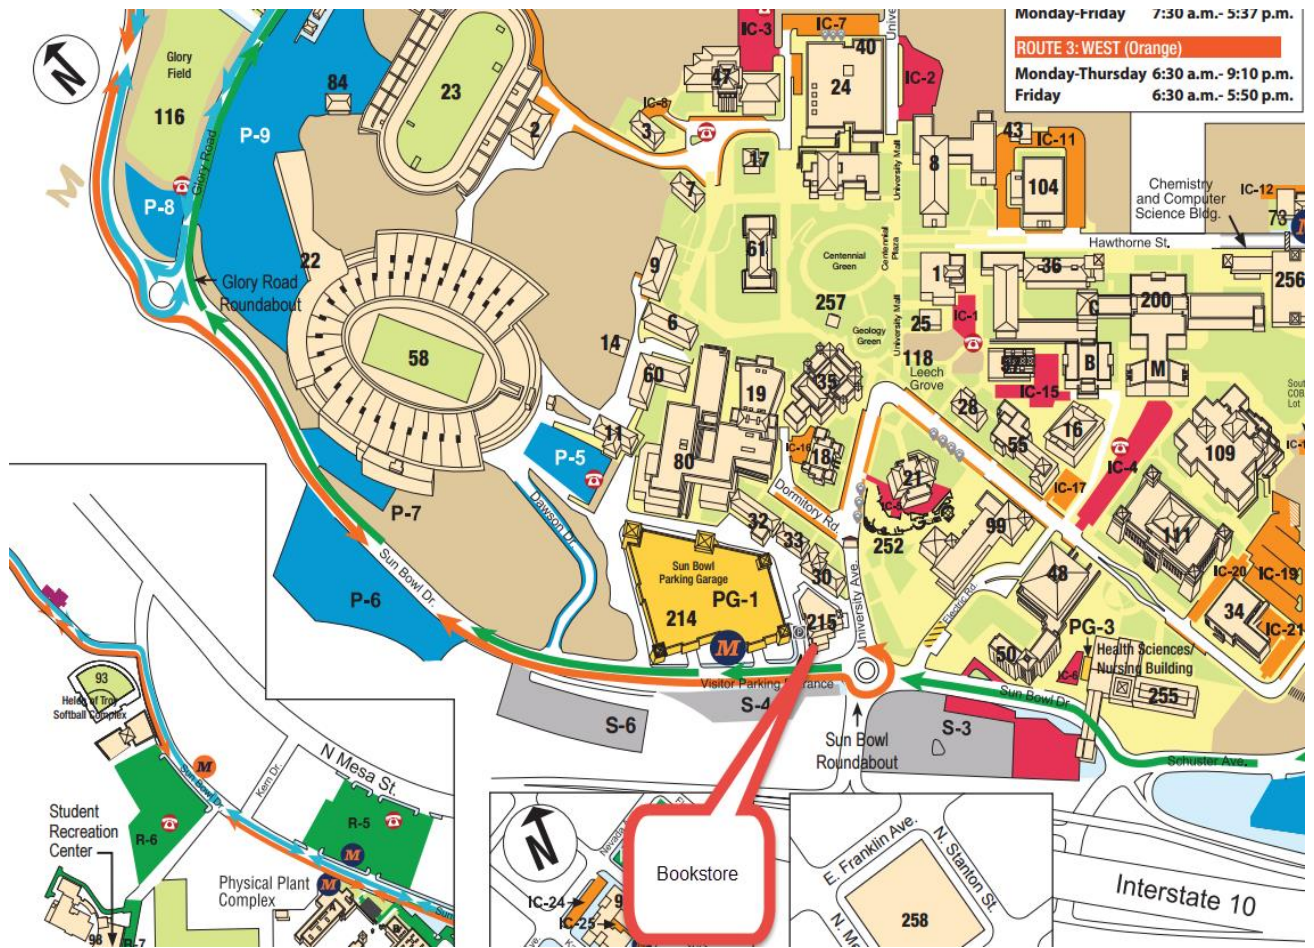 Monday-Friday 7:30 a.m.- 5:37 p.m.
ROUTE 3: WEST (Orange)
Monday-Thursday 6:30 a.m.- 9:10 p.m.
Friday 6:30 a.m.- 5:50 p.m.
N
Glory
Field
116
84
23
2
P-9
P-8
Glory Road
M
Glory Road
Roundabout
22
58
IC-3
IC-7
40
47
24
IC-2
IC-8
3
17
7
61
9
6
14
60
8
43
IC-11
104
University Mall
Centennial
Plaza
Centennial
Green
257
Geology
Green
University Mall
Chemistry
and Computer
Science Bldg.
IC-12
73
Hawthorne St.
256
1
36
200
C
25
IC-1
118
Leech
Grove
B
M
IC-15
35
19
28
55
16
IC-4
109
11
P-5
80
IC-16
18
Dormitory Rd
21
IC-17
99
252
111
P-7
Dawson Dr.
32
33
30
Sun Bowl
Parking Garage
PG-1
214
215
University Ave.
Electric Rd.
48
IC-20
IC-19
34
IC-21
P-6
Sun Bowl Dr.
M
Visitor Parking Entrance
PG-3
Health Sciences/
Nursing Building
50
IC-6
255
Sun Bowl Dr
S-6
S-4
S-3
Sun Bowl
Roundabout
Schuster Ave.
93
Helen of Troy
Softball Complex
N Mesa St.
Kern Dr.
M
Sun Bowl Dr
Student
Recreation
Center
R-6
R-5
M
Physical Plant
Complex
M
98
R-7
N
IC-24
IC-25
Bookstore
E. Franklin Ave.
N. Stanton St.
258
Interstate 10